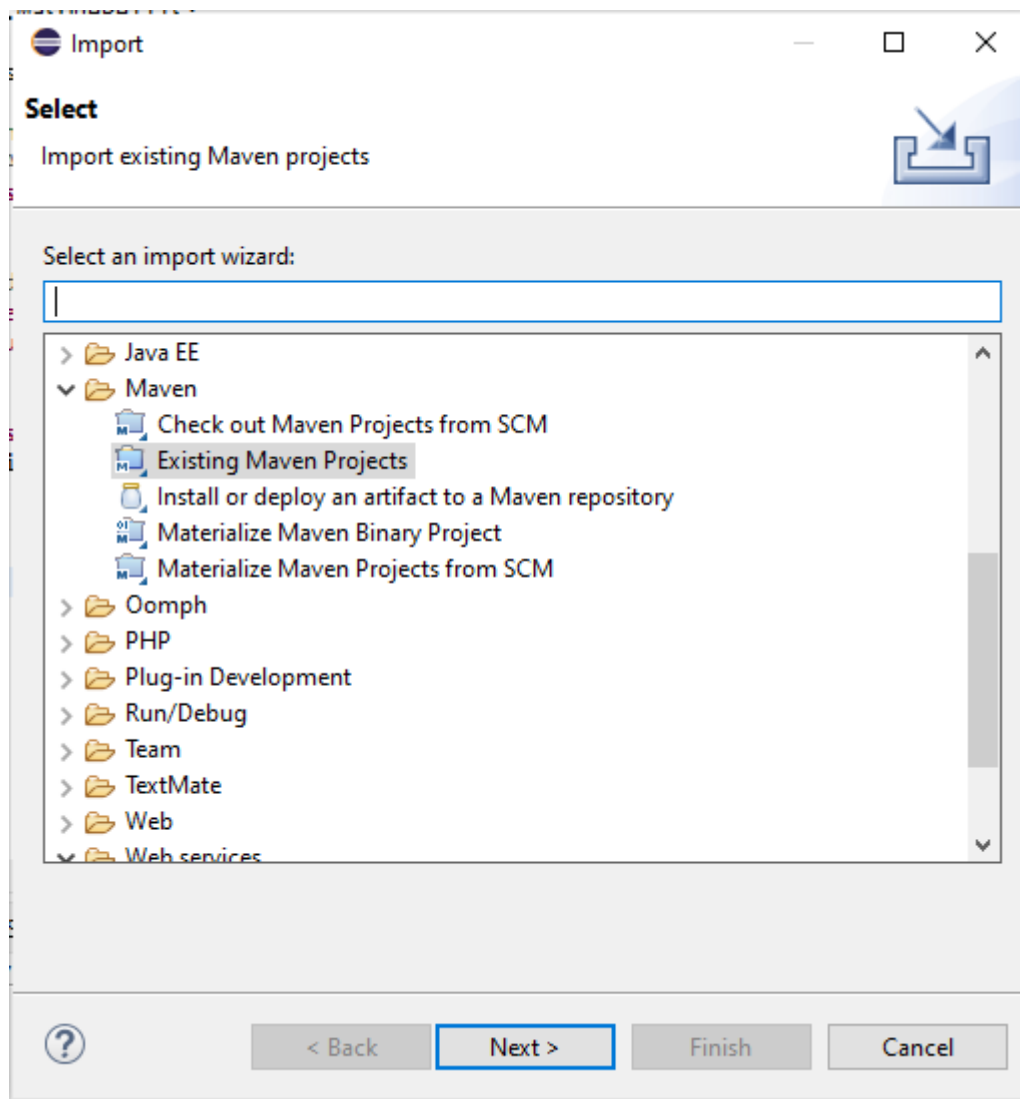 Import
Select
Import existing Maven projects
Select an import wizard:
Java EE
Maven
Check out Maven Projects from SCM
Existing Maven Projects
Install or deploy an artifact to a Maven repository
Materialize Maven Binary Project
Materialize Maven Projects from SCM
Oomph
PHP
Plug-in Development
Run/Debug
Team
TextMate
Web
Web services
? < Back Next > Finish Cancel